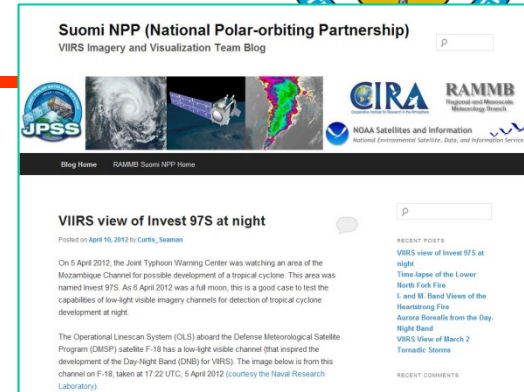 Suomi NPP (National Polar-orbiting Partnership)
VIIRS Imagery and Visualization Team Blog
JPSS
CIRA
Cooperative Institute for Research in the Atmosphere
RAMMB
Regional and Mesoscale
Meteorology Branch
NOAA Satellites and Information
National Environmental Satellite, Data, and Information Service
Blog Home RAMMB Suomi NPP Home
VIIRS view of Invest 97S at night
Posted on April 10, 2012 by Curtis_Seaman
On 5 April 2012, the Joint Typhoon Warning Center was watching an area of the
Mozambique Channel for possible development of a tropical cyclone. This area was
named Invest 97S. As 6 April 2012 was a full moon, this is a good case to test the
capabilities of low-light visible imagery channels for detection of tropical cyclone
development at night.
The Operational Linescan System (OLS) aboard the Defense Meteorological Satellite
Program (DMSP) satellite F-18 has a low-light visible channel (that inspired the
development of the Day-Night Band (DNB) for VIIRS). The image below is from this
channel on F-18, taken at 17:22 UTC, 5 April 2012 (courtesy the Naval Research
Laboratory).
RECENT POSTS
VIIRS view of Invest 97S at
night
Time-lapse of the Lower
North Fork Fire
I- and M- Band Views of the
Heartstrong Fire
Aurora Borealis from the Day-
Night Band
VIIRS View of March 2
Tornadic Storms
RECENT COMMENTS